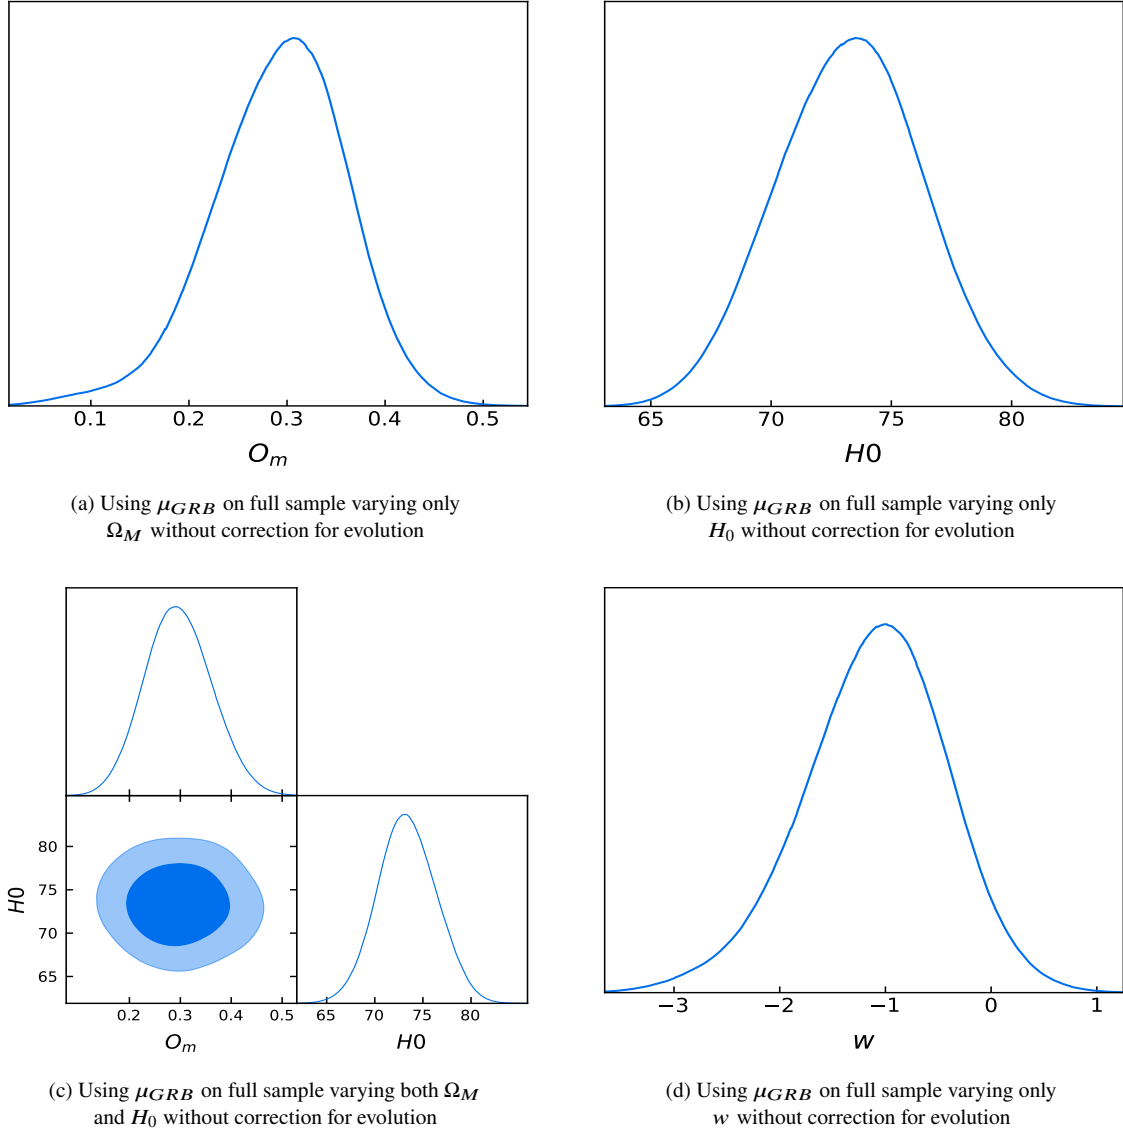 0.1 0.2 0.3 0.4 0.5
O_m
(a) Using μ_GRB on full sample varying only
Ω_M without correction for evolution
65 70 75 80
H0
(b) Using μ_GRB on full sample varying only
H_0 without correction for evolution
80
75
70
65
H0
0.2 0.3 0.4 0.5
O_m
65 70 75 80
H0
(c) Using μ_GRB on full sample varying both Ω_M
and H_0 without correction for evolution
−3 −2 −1 0 1
w
(d) Using μ_GRB on full sample varying only
w without correction for evolution